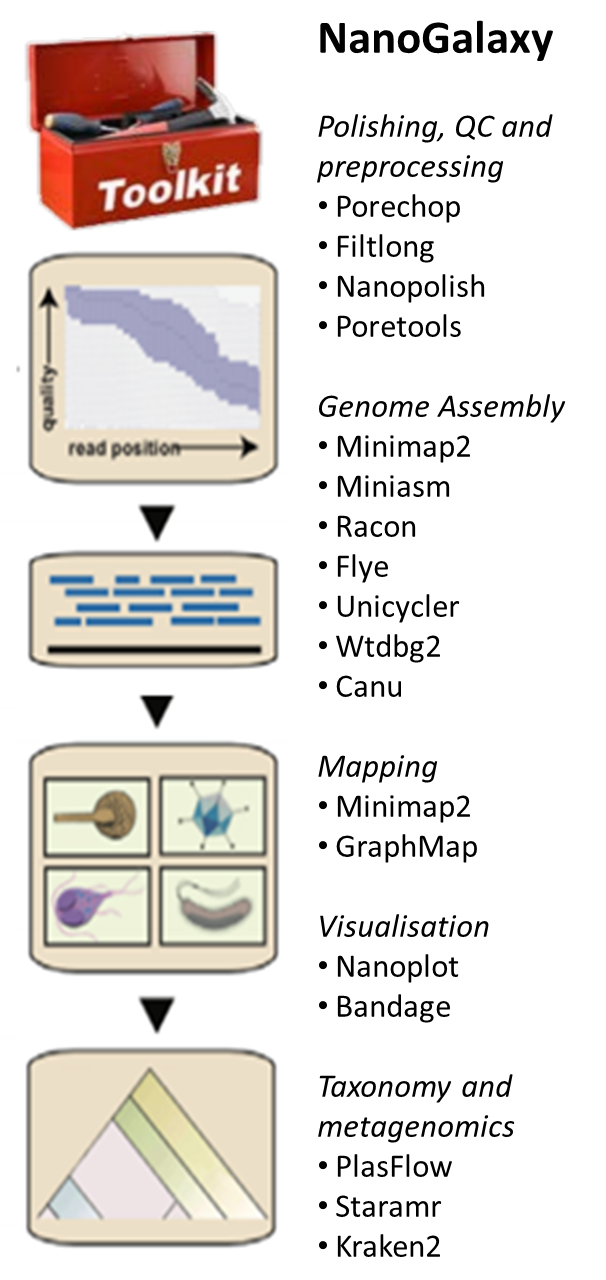 NanoGalaxy
Toolkit
Polishing, QC and
preprocessing
• Porechop
• Filtlong
• Nanopolish
• Poretools
quality
read position
Genome Assembly
• Minimap2
• Miniasm
• Racon
• Flye
• Unicycler
• Wtdbg2
• Canu
Mapping
• Minimap2
• GraphMap
Visualisation
• Nanoplot
• Bandage
Taxonomy and
metagenomics
• PlasFlow
• Staramr
• Kraken2